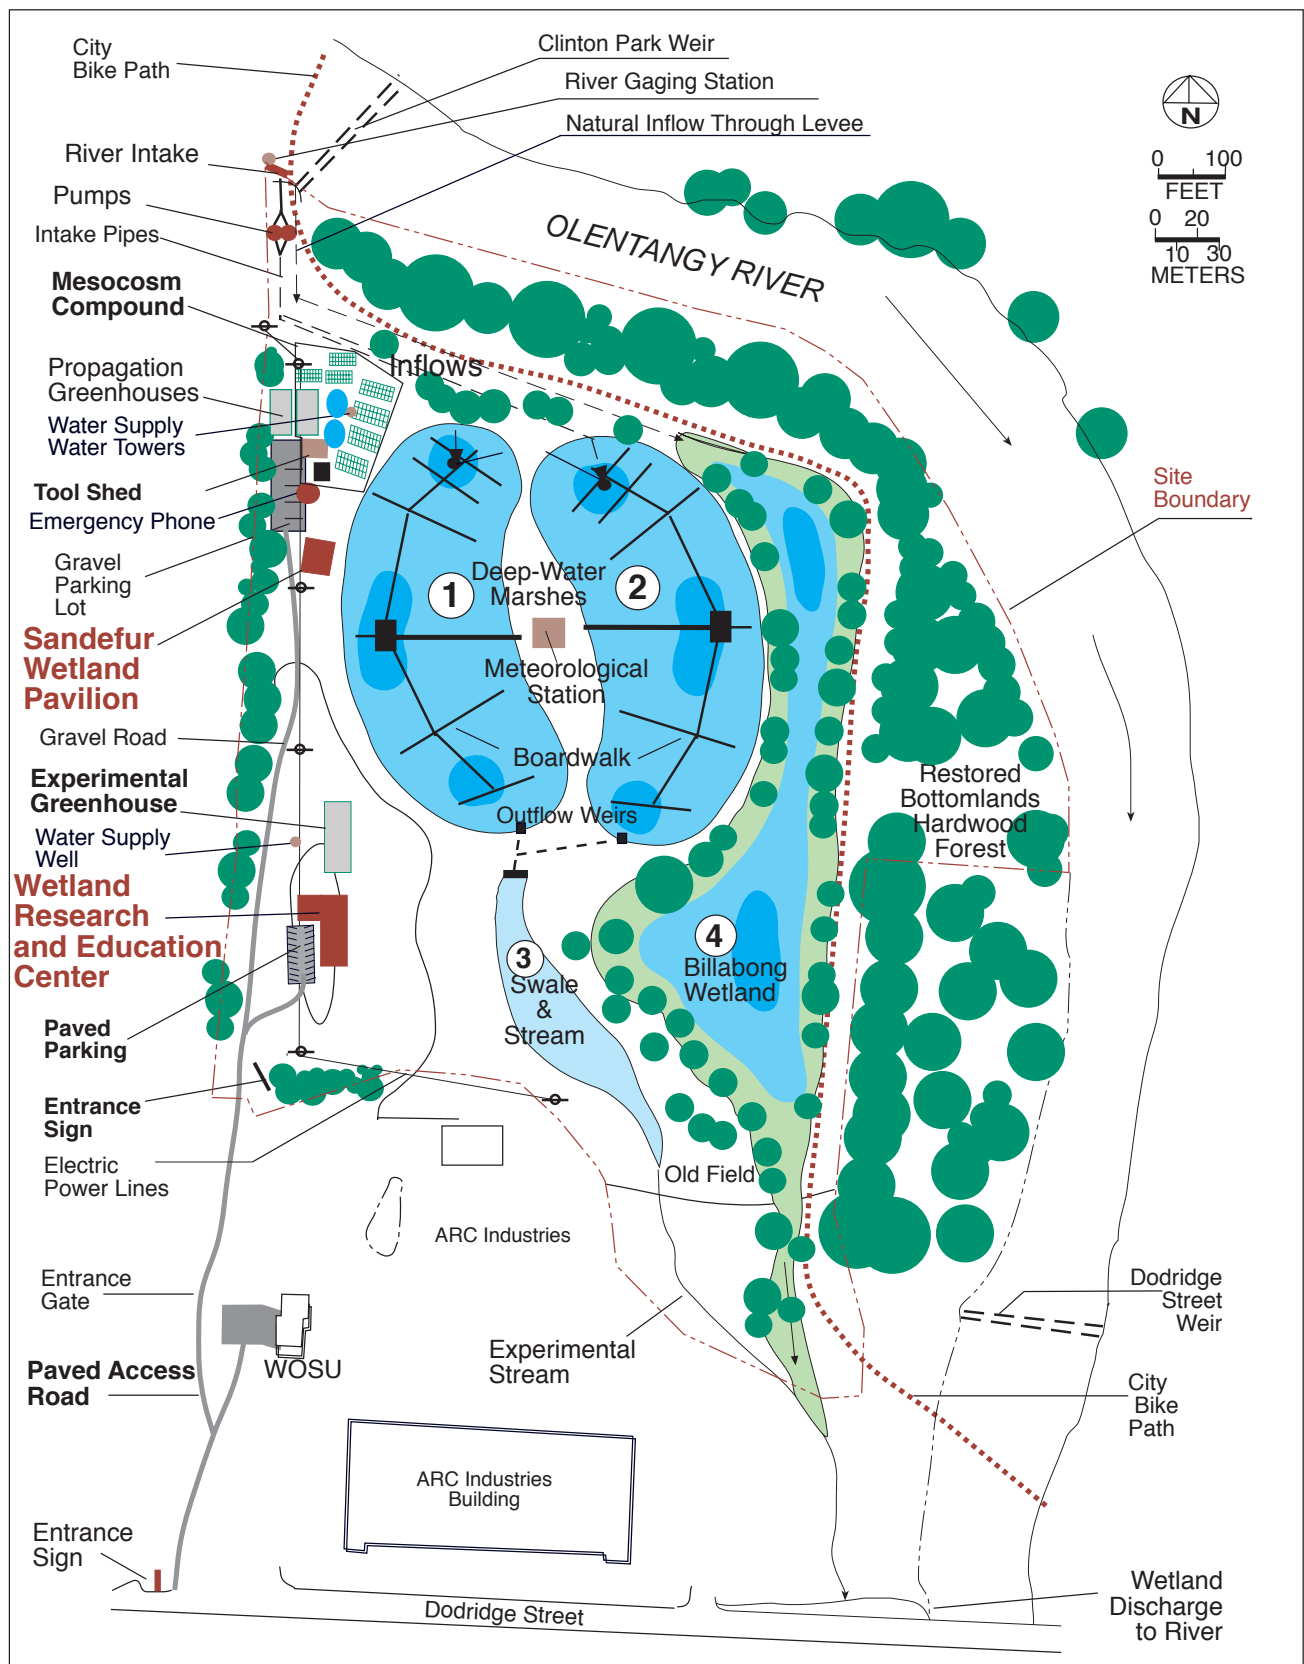 City
Bike Path
Clinton Park Weir
River Gaging Station
Natural Inflow Through Levee
River Intake
Pumps
Intake Pipes
Mesocosm
Compound
Propagation
Greenhouses
Water Supply
Water Towers
Tool Shed
Emergency Phone
Gravel
Parking
Lot
Sandefur
Wetland
Pavilion
Gravel Road
Experimental
Greenhouse
Water Supply
Well
Wetland
Research
and Education
Center
Paved
Parking
Entrance
Sign
Electric
Power Lines
Entrance
Gate
Paved Access
Road
WOSU
Entrance
Sign
N
0 100
FEET
0 20
10 30
METERS
OLENTANGY RIVER
Inflows
Site
Boundary
1
Deep-Water
Marshes
2
Meteorological
Station
Boardwalk
Outflow Weirs
Restored
Bottomlands
Hardwood
Forest
3
Swale
&
Stream
4
Billabong
Wetland
Old Field
ARC Industries
Experimental
Stream
Dodridge
Street
Weir
City
Bike
Path
ARC Industries
Building
Dodridge Street
Wetland
Discharge
to River